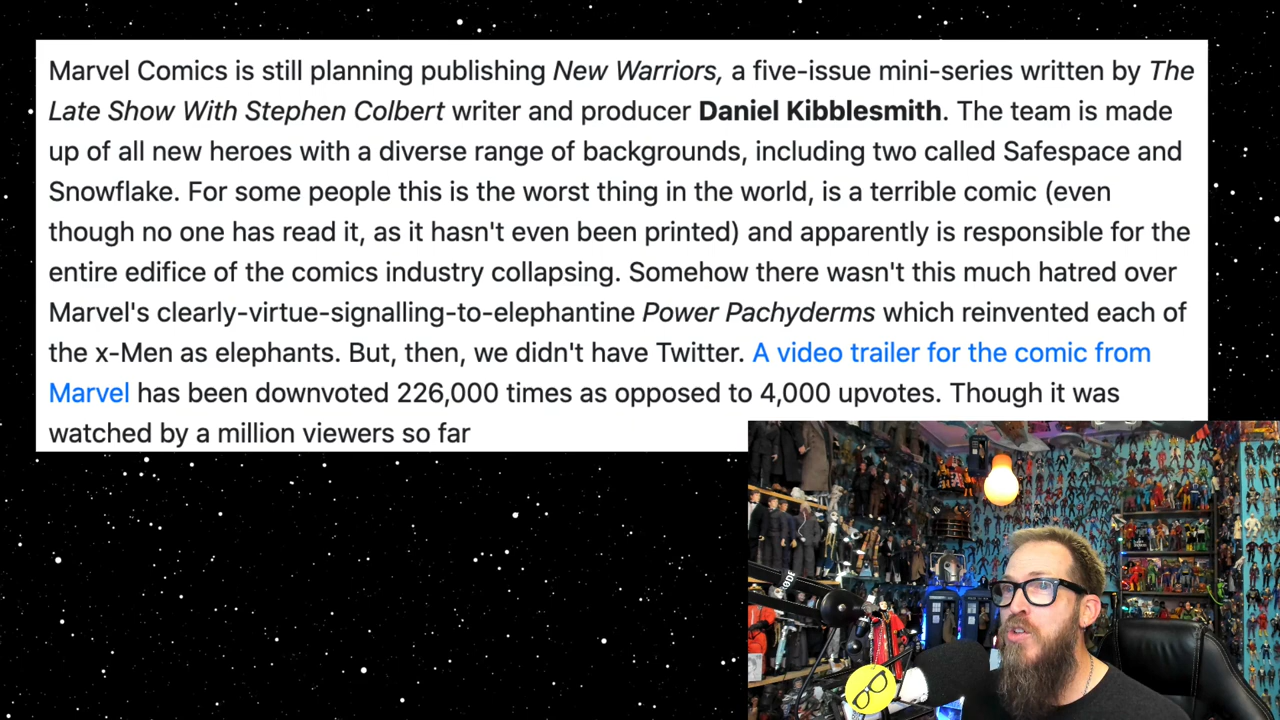 Marvel Comics is still planning publishing New Warriors, a five-issue mini-series written by The
Late Show With Stephen Colbert writer and producer Daniel Kibblesmith. The team is made
up of all new heroes with a diverse range of backgrounds, including two called Safespace and
Snowflake. For some people this is the worst thing in the world, is a terrible comic (even
though no one has read it, as it hasn't even been printed) and apparently is responsible for the
entire edifice of the comics industry collapsing. Somehow there wasn't this much hatred over
Marvel's clearly-virtue-signalling-to-elephantine Power Pachyderms which reinvented each of
the x-Men as elephants. But, then, we didn't have Twitter. A video trailer for the comic from
Marvel has been downvoted 226,000 times as opposed to 4,000 upvotes. Though it was
watched by a million viewers so far